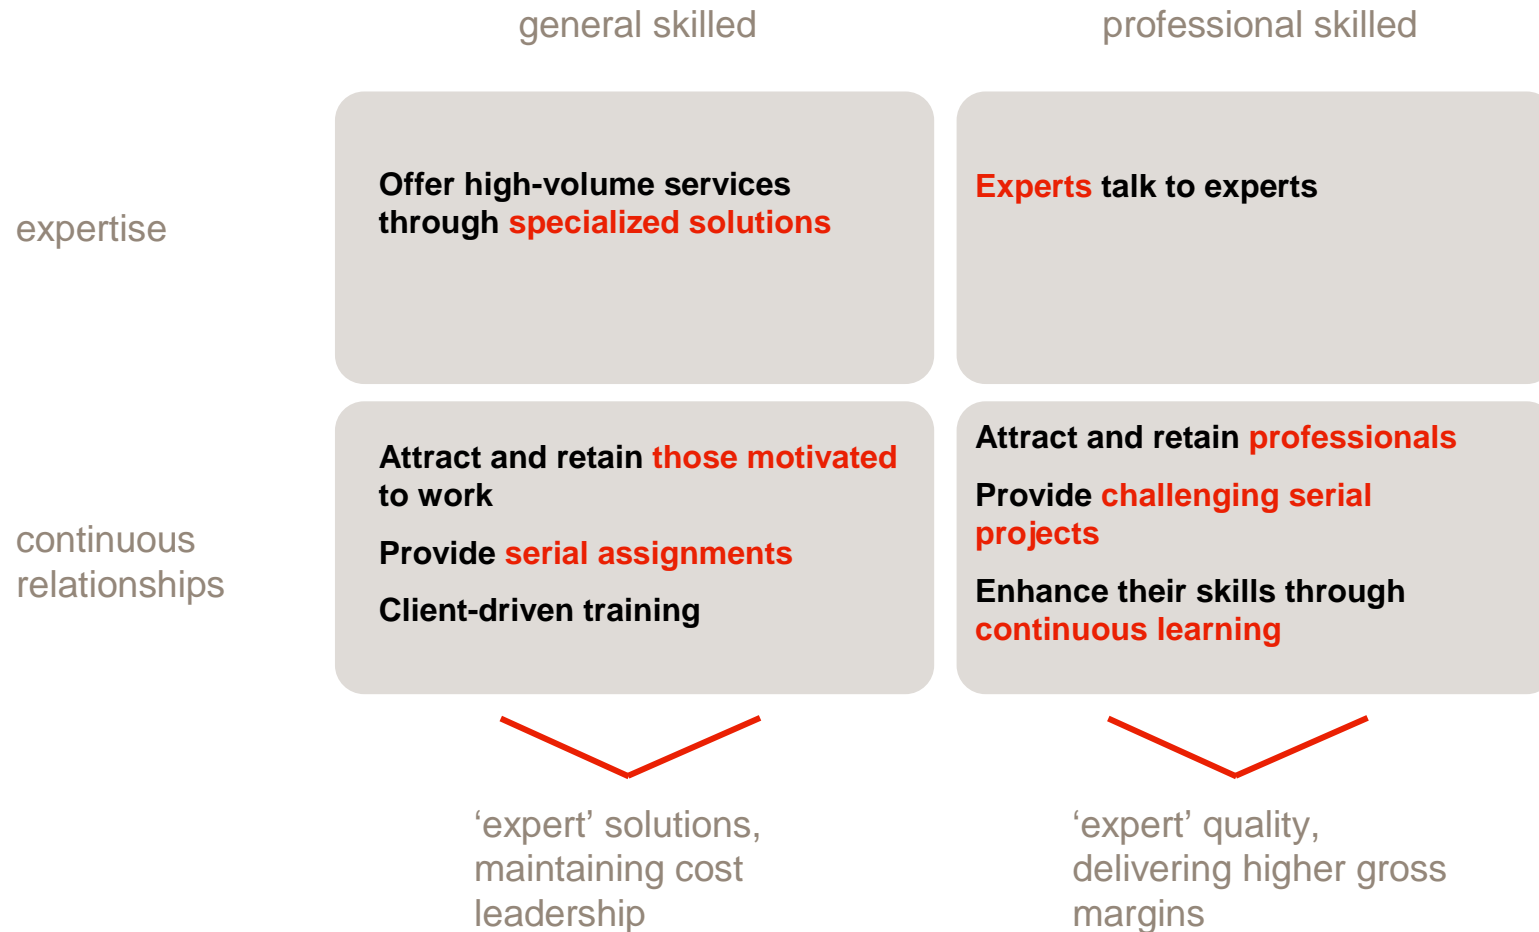 general skilled
professional skilled
expertise
Offer high-volume services
through specialized solutions
Experts talk to experts
continuous
relationships
Attract and retain those motivated
to work
Provide serial assignments
Client-driven training
Attract and retain professionals
Provide challenging serial
projects
Enhance their skills through
continuous learning
‘expert’ solutions,
maintaining cost
leadership
‘expert’ quality,
delivering higher gross
margins